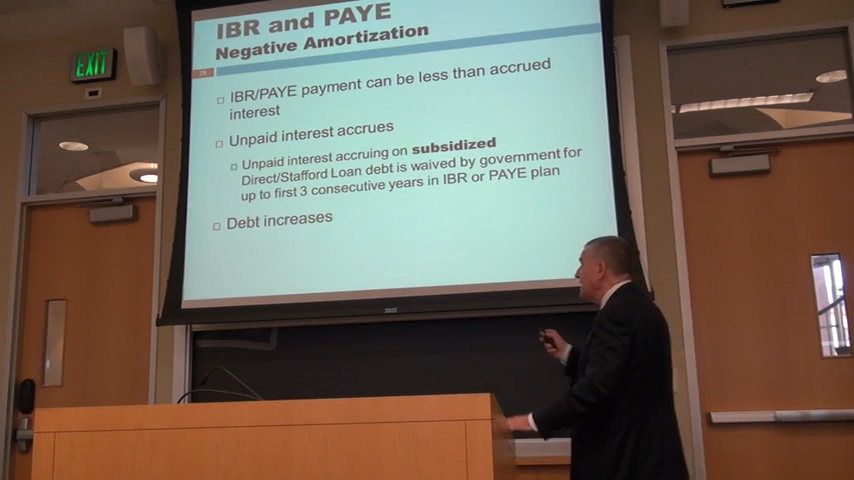 EXIT
IBR and PAYE
Negative Amortization
28
IBR/PAYE payment can be less than accrued
interest
Unpaid interest accrues
Unpaid interest accruing on subsidized
Direct/Stafford Loan debt is waived by government for
up to first 3 consecutive years in IBR or PAYE plan
Debt increases